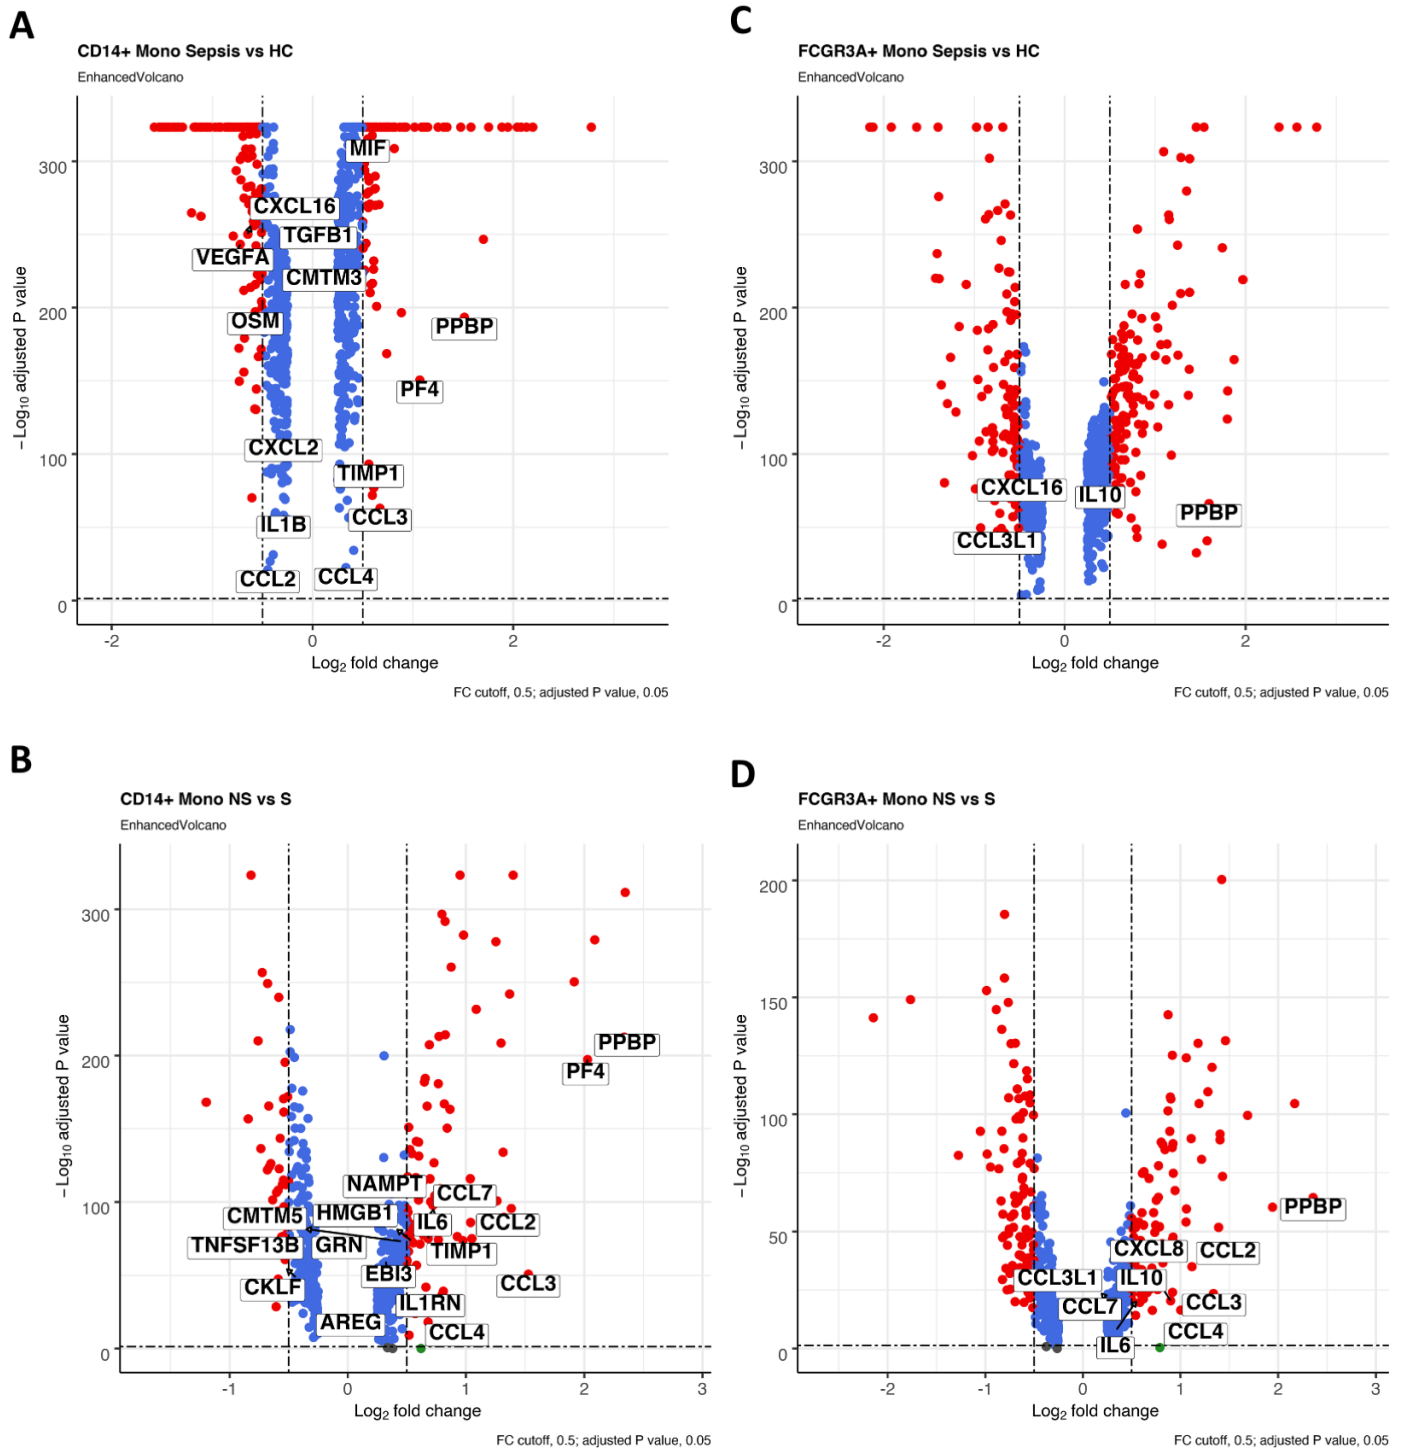 A
CD14+ Mono Sepsis vs HC
EnhancedVolcano
−Log10 adjusted P value
300
200
100
0
MIF
CXCL16
TGFB1
VEGFA
CMTM3
OSM
PPBP
PF4
CXCL2
TIMP1
IL1B
CCL3
CCL2
CCL4
-2
0
2
Log2 fold change
FC cutoff, 0.5; adjusted P value, 0.05
C
FCGR3A+ Mono Sepsis vs HC
EnhancedVolcano
−Log10 adjusted P value
300
200
100
0
CXCL16
IL10
PPBP
CCL3L1
-2
0
2
Log2 fold change
FC cutoff, 0.5; adjusted P value, 0.05
B
CD14+ Mono NS vs S
EnhancedVolcano
−Log10 adjusted P value
300
200
100
0
PPBP
PF4
NAMPT
CCL7
CMTM5
HMGB1
IL6
CCL2
TNFSF13B
GRN
TIMP1
CKLF
EBI3
CCL3
IL1RN
AREG
CCL4
-1
0
1
2
3
Log2 fold change
FC cutoff, 0.5; adjusted P value, 0.05
D
FCGR3A+ Mono NS vs S
EnhancedVolcano
−Log10 adjusted P value
200
150
100
50
0
PPBP
CXCL8
CCL2
CCL3L1
IL10
CCL7
CCL3
IL6
CCL4
-2
-1
0
1
2
3
Log2 fold change
FC cutoff, 0.5; adjusted P value, 0.05